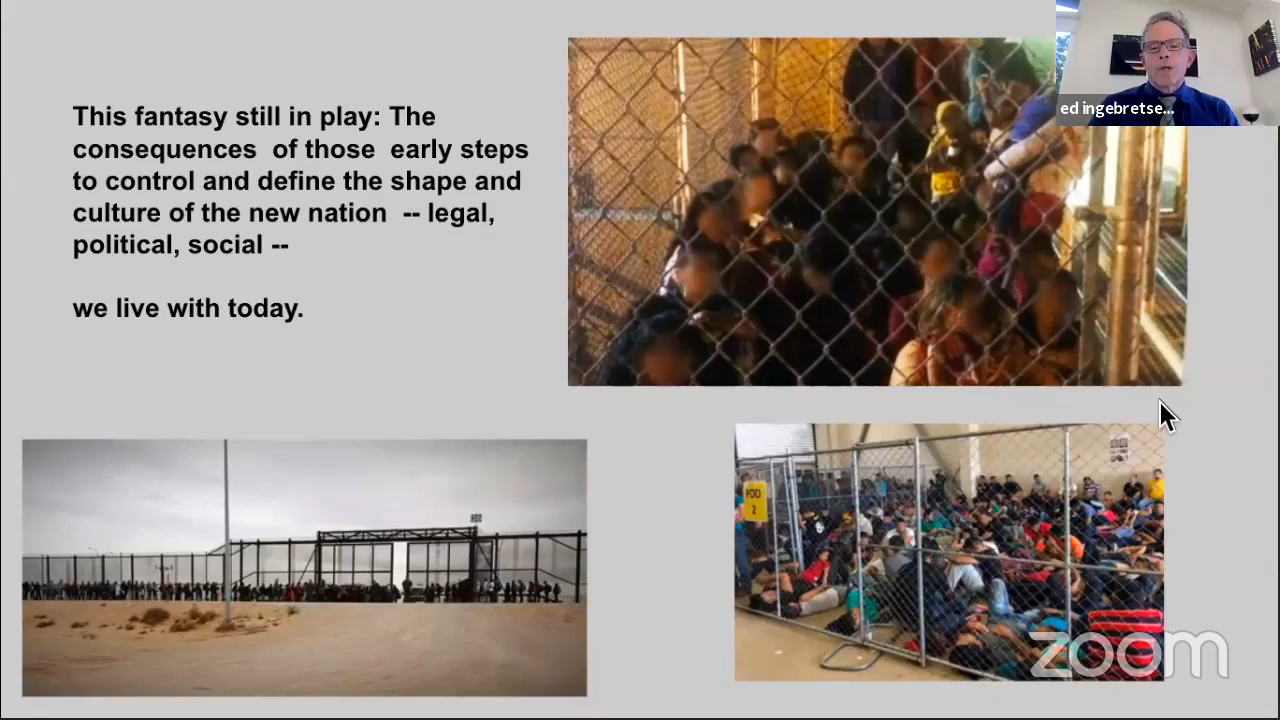 This fantasy still in play: The
consequences of those early steps
to control and define the shape and
culture of the new nation -- legal,
political, social --
we live with today.
ed ingebretse...
POD
2
zoom